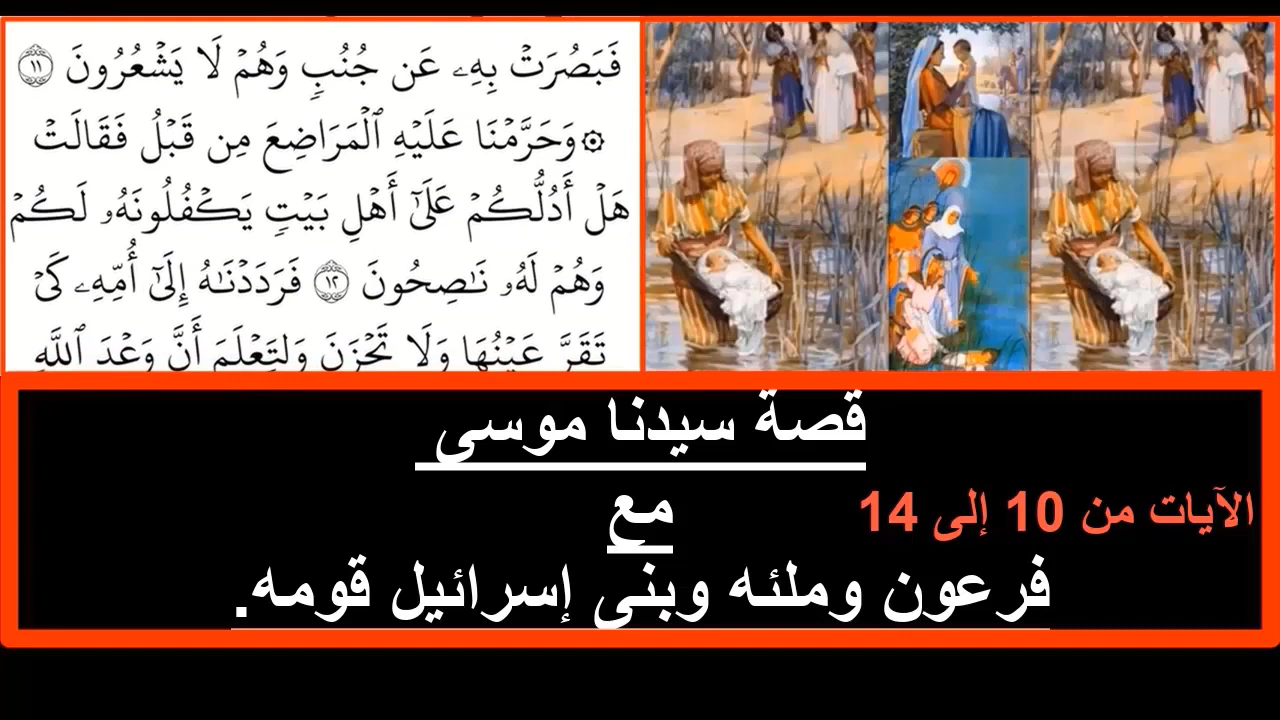 فَبَصُرَتۡ بِهِۦ عَن جُنُبٖ وَهُمۡ لَا يَشۡعُرُونَ ١١
۞وَحَرَّمۡنَا عَلَيۡهِ ٱلۡمَرَاضِعَ مِن قَبۡلُ فَقَالَتۡ
هَلۡ أَدُلُّكُمۡ عَلَىٰٓ أَهۡلِ بَيۡتٖ يَكۡفُلُونَهُۥ لَكُمۡ
وَهُمۡ لَهُۥ نَٰصِحُونَ ١٢ فَرَدَدۡنَٰهُ إِلَىٰٓ أُمِّهِۦ كَيۡ
تَقَرَّ عَيۡنُهَا وَلَا تَحۡزَنَ وَلِتَعۡلَمَ أَنَّ وَعۡدَ ٱللَّهِ
قصة سيدنا موسى
مع
الآيات من 10 إلى 14
فرعون وملئه وبنى إسرائيل قومه.